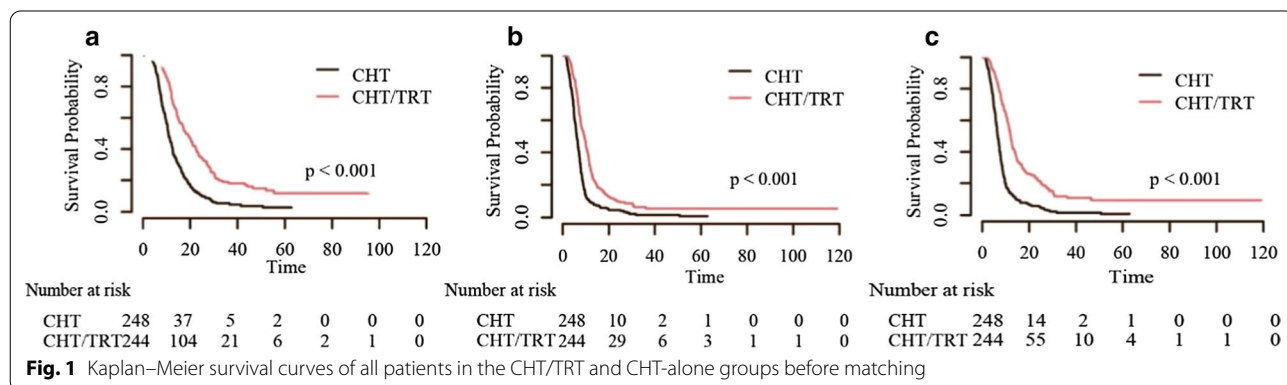 a
Survival Probability
0.8
0.4
0.0
CHT
CHT/TRT
p < 0.001
0 20 40 60 80 100 120
Time
Number at risk
CHT 248 37 5 2 0 0 0
CHT/TRT 244 104 21 6 2 1 0
b
Survival Probability
0.8
0.4
0.0
CHT
CHT/TRT
p < 0.001
0 20 40 60 80 100 120
Time
Number at risk
CHT 248 10 2 1 0 0 0
CHT/TRT 244 29 6 3 1 1 0
c
Survival Probability
0.8
0.4
0.0
CHT
CHT/TRT
p < 0.001
0 20 40 60 80 100 120
Time
Number at risk
CHT 248 14 2 1 0 0 0
CHT/TRT 244 55 10 4 1 1 0
Fig. 1 Kaplan–Meier survival curves of all patients in the CHT/TRT and CHT-alone groups before matching